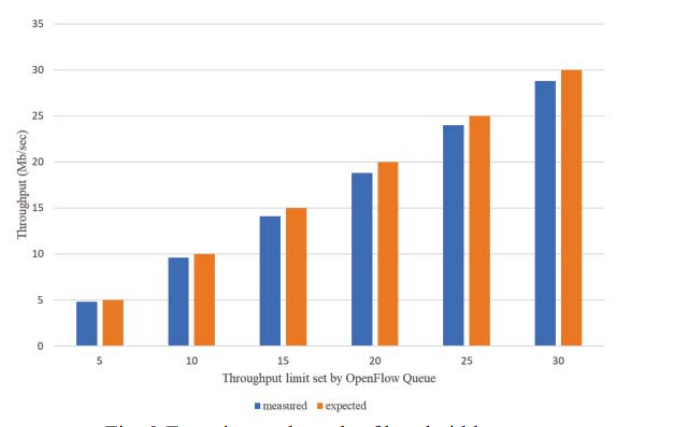 35
30
25
20
15
10
5
0
Throughput (Mb/sec)
5 10 15 20 25 30
Throughput limit set by OpenFlow Queue
measured expected